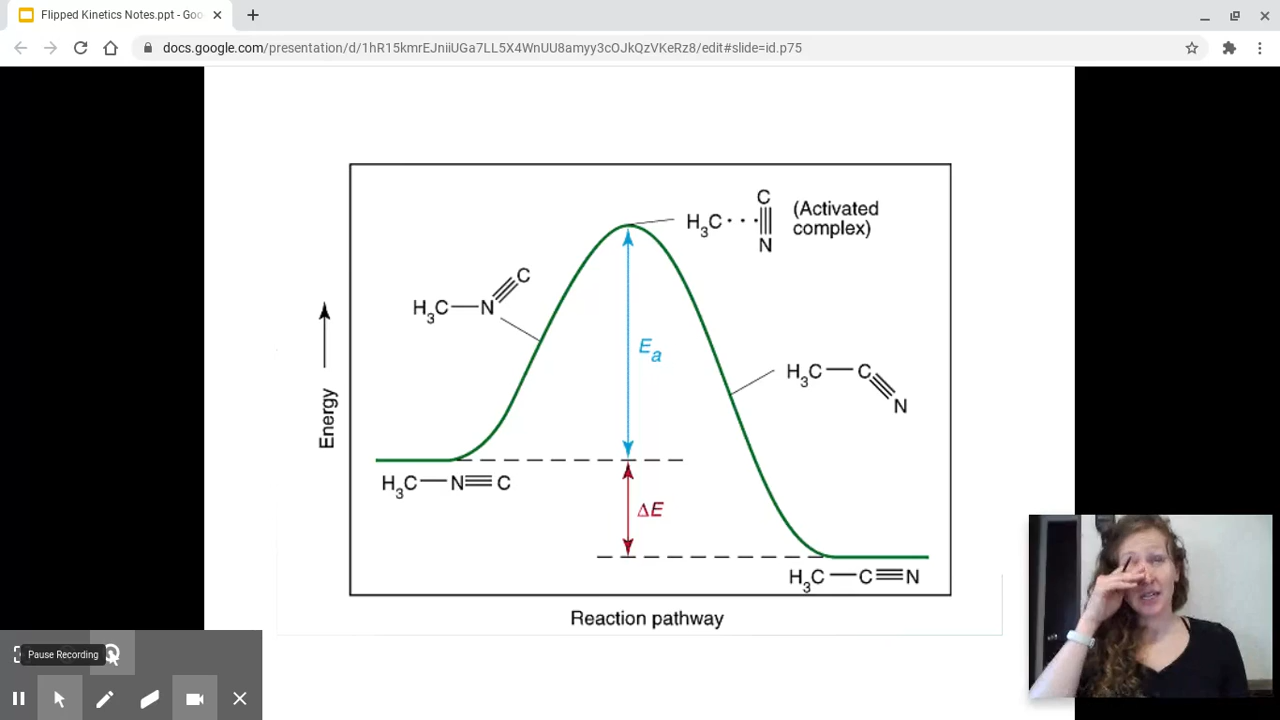 Flipped Kinetics Notes.ppt - Goo
docs.google.com/presentation/d/1hR15kmrEJniiUGa7LL5X4WnUU8amyy3cOJkQzVKeRz8/edit#slide=id.p75
H3C···C≡N
(Activated
complex)
H3C—N≡C
Ea
H3C—C≡N
Energy
H3C—N≡C
ΔE
H3C—C≡N
Reaction pathway
Pause Recording